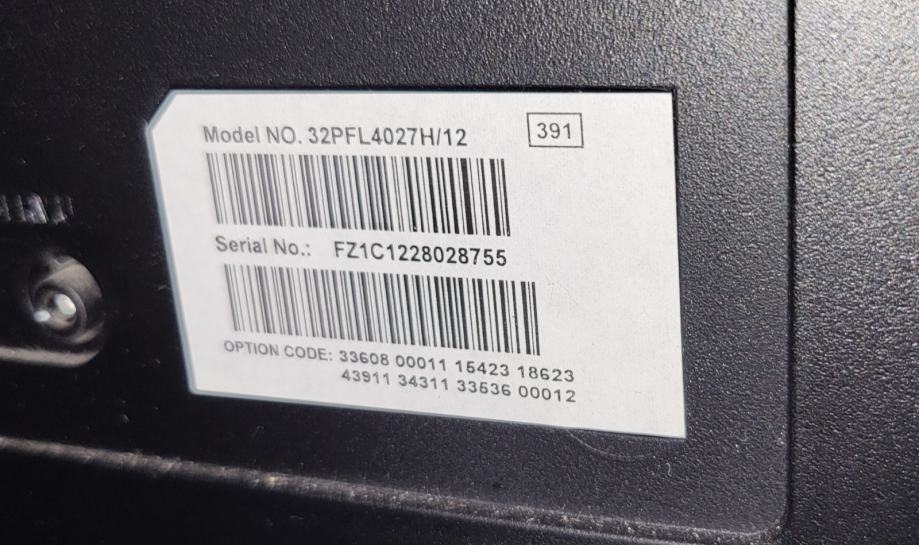 Model NO. 32PFL4027H/12
391
Serial No.: FZ1C1228028755
OPTION CODE: 33608 00011 15423 18623
43911 34311 33536 00012